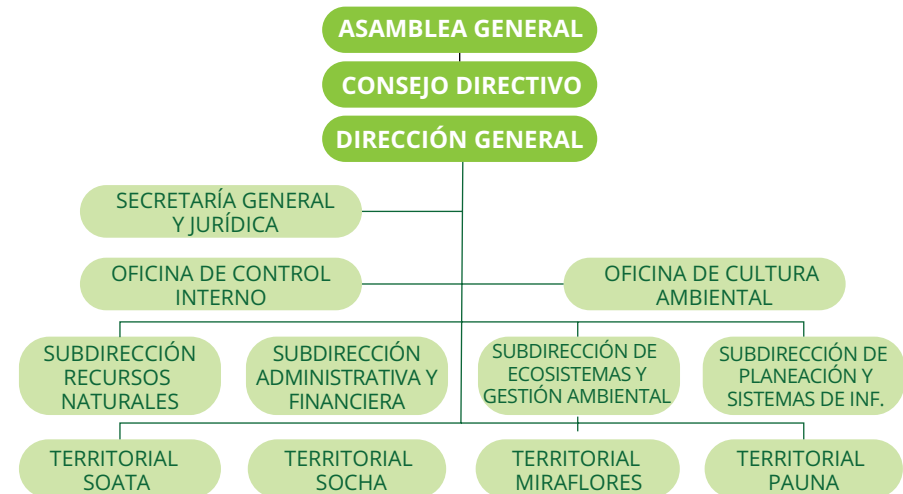 ASAMBLEA GENERAL
CONSEJO DIRECTIVO
DIRECCIÓN GENERAL
SECRETARÍA GENERAL
Y JURÍDICA
OFICINA DE CONTROL
INTERNO
OFICINA DE CULTURA
AMBIENTAL
SUBDIRECCIÓN
RECURSOS
NATURALES
SUBDIRECCIÓN
ADMINISTRATIVA Y
FINANCIERA
SUBDIRECCIÓN DE
ECOSISTEMAS Y
GESTIÓN AMBIENTAL
SUBDIRECCIÓN DE
PLANEACIÓN Y
SISTEMAS DE INF.
TERRITORIAL
SOATA
TERRITORIAL
SOCHA
TERRITORIAL
MIRAFLORES
TERRITORIAL
PAUNA